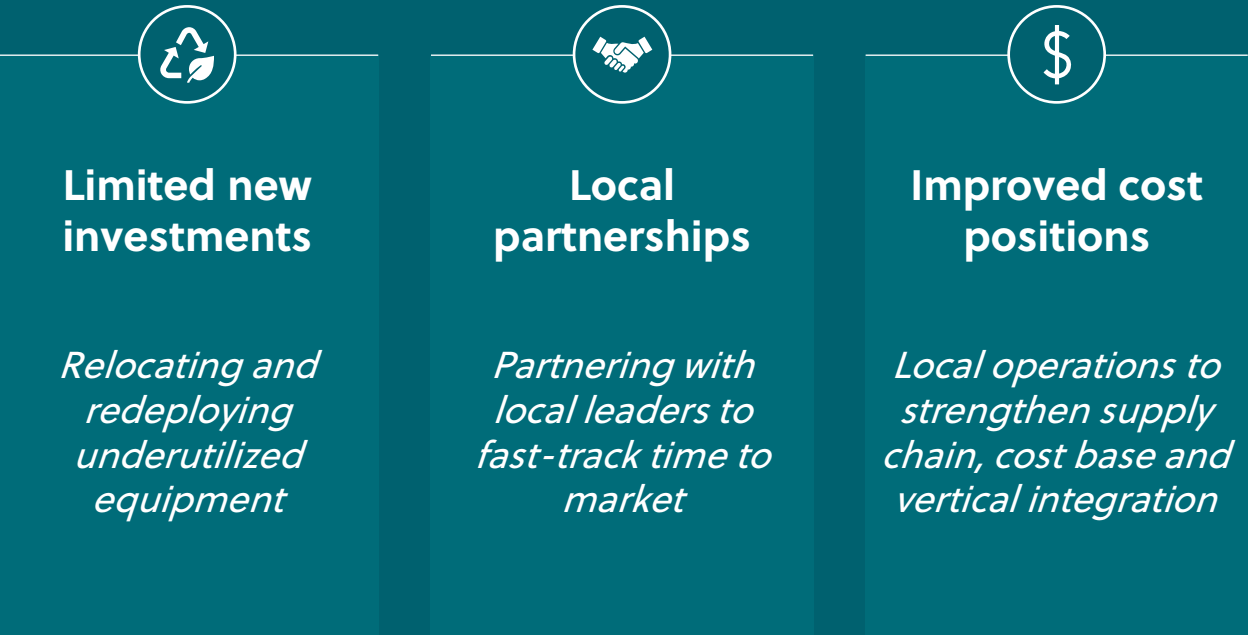 Limited new
investments
Relocating and
redeploying
underutilized
equipment
Local
partnerships
Partnering with
local leaders to
fast-track time to
market
Improved cost
positions
Local operations to
strengthen supply
chain, cost base and
vertical integration